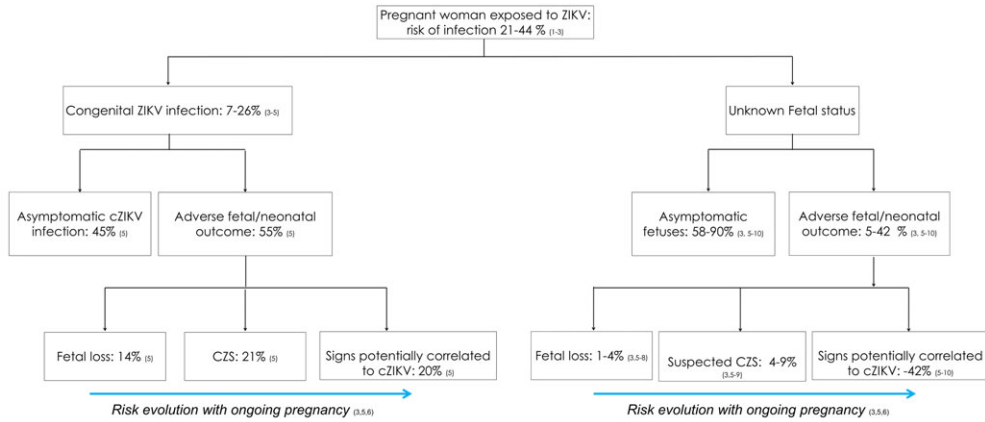 Pregnant woman exposed to ZIKV:
risk of infection 21-44 % (1-3)
Congenital ZIKV infection: 7-26% (3-5)
Unknown Fetal status
Asymptomatic cZIKV
infection: 45% (5)
Adverse fetal/neonatal
outcome: 55% (5)
Asymptomatic
fetuses: 58-90% (3, 5-10)
Adverse fetal/neonatal
outcome: 5-42 % (3, 5-10)
Fetal loss: 14% (5)
CZS: 21% (5)
Signs potentially correlated
to cZIKV: 20% (5)
Fetal loss: 1-4% (3,5-8)
Suspected CZS: 4-9%
(3,5-9)
Signs potentially correlated
to cZIKV: -42% (5-10)
Risk evolution with ongoing pregnancy (3,5,6)
Risk evolution with ongoing pregnancy (3,5,6)